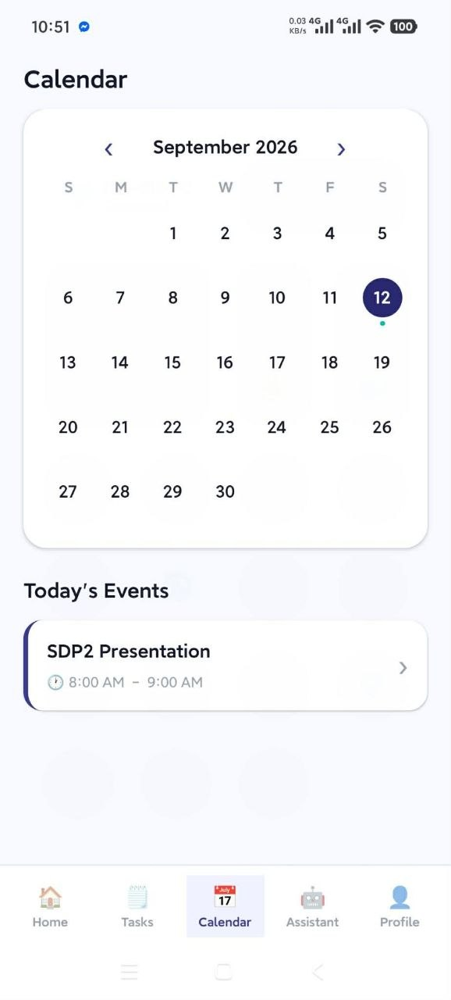 10:51 0.03 KB/s 4G 4G 100
Calendar
‹ September 2026 ›
S M T W T F S
1 2 3 4 5
6 7 8 9 10 11 12
13 14 15 16 17 18 19
20 21 22 23 24 25 26
27 28 29 30
Today's Events
SDP2 Presentation
8:00 AM – 9:00 AM
July
17
Home Tasks Calendar Assistant Profile